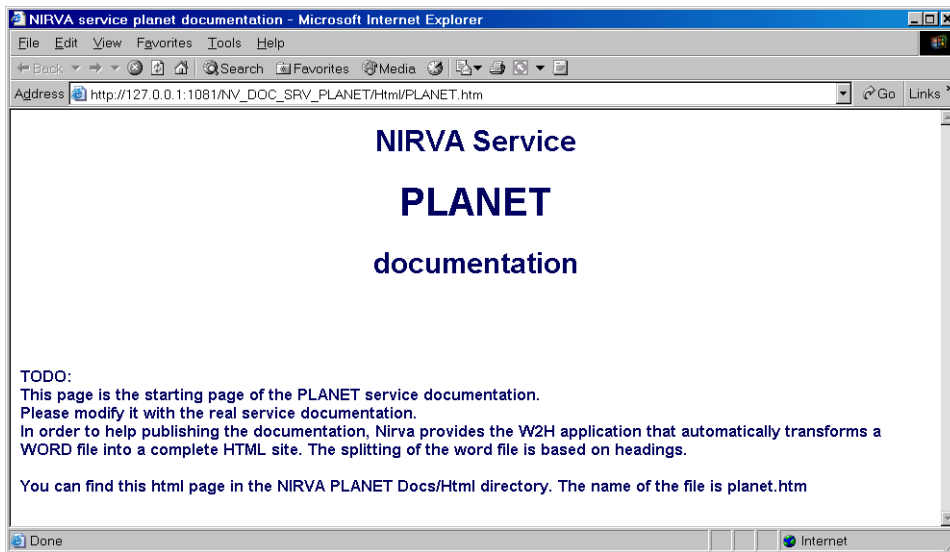 NIRVA service planet documentation - Microsoft Internet Explorer
File Edit View Favorites Tools Help
Back Search Favorites Media
Address http://127.0.0.1:1081/NV_DOC_SRV_PLANET/Html/PLANET.htm Go Links
NIRVA Service
PLANET
documentation
TODO:
This page is the starting page of the PLANET service documentation.
Please modify it with the real service documentation.
In order to help publishing the documentation, Nirva provides the W2H application that automatically transforms a
WORD file into a complete HTML site. The splitting of the word file is based on headings.
You can find this html page in the NIRVA PLANET Docs/Html directory. The name of the file is planet.htm
Done Internet